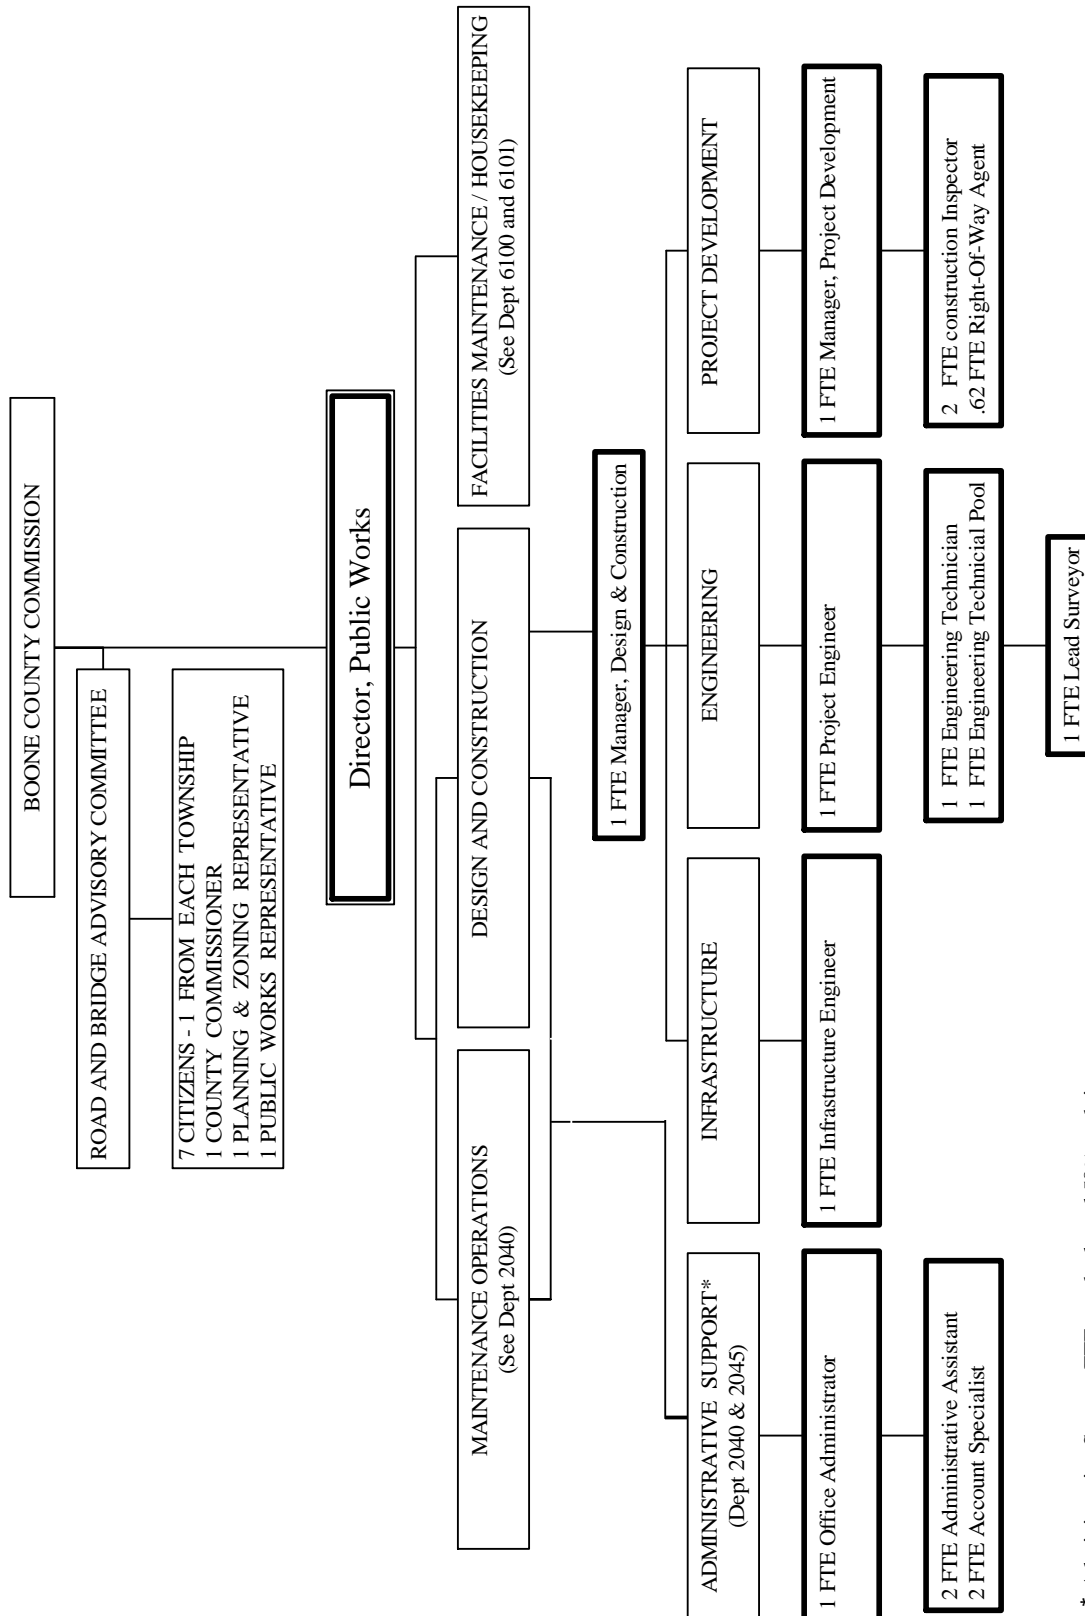 BOONE COUNTY COMMISSION
ROAD AND BRIDGE ADVISORY COMMITTEE
7 CITIZENS - 1 FROM EACH TOWNSHIP
1 COUNTY COMMISSIONER
1 PLANNING & ZONING REPRESENTATIVE
1 PUBLIC WORKS REPRESENTATIVE
Director, Public Works
MAINTENANCE OPERATIONS
(See Dept 2040)
DESIGN AND CONSTRUCTION
FACILITIES MAINTENANCE / HOUSEKEEPING
(See Dept 6100 and 6101)
1 FTE Manager, Design & Construction
ADMINISTRATIVE SUPPORT*
(Dept 2040 & 2045)
INFRASTRUCTURE
ENGINEERING
PROJECT DEVELOPMENT
1 FTE Office Administrator
1 FTE Infrastructure Engineer
1 FTE Project Engineer
1 FTE Manager, Project Development
2 FTE Administrative Assistant
2 FTE Account Specialist
1 FTE Engineering Technician
1 FTE Engineering Technicial Pool
2 FTE construction Inspector
.62 FTE Right-Of-Way Agent
1 FTE Lead Surveyor